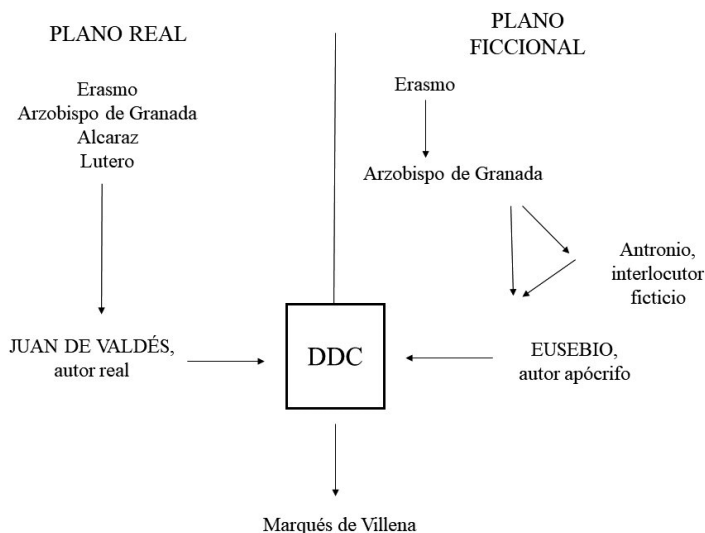 PLANO REAL
Erasmo
Arzobispo de Granada
Alcaraz
Lutero
JUAN DE VALDÉS,
autor real
PLANO
FICCIONAL
Erasmo
Arzobispo de Granada
Antronio,
interlocutor
ficticio
EUSEBIO,
autor apócrifo
DDC
Marqués de Villena